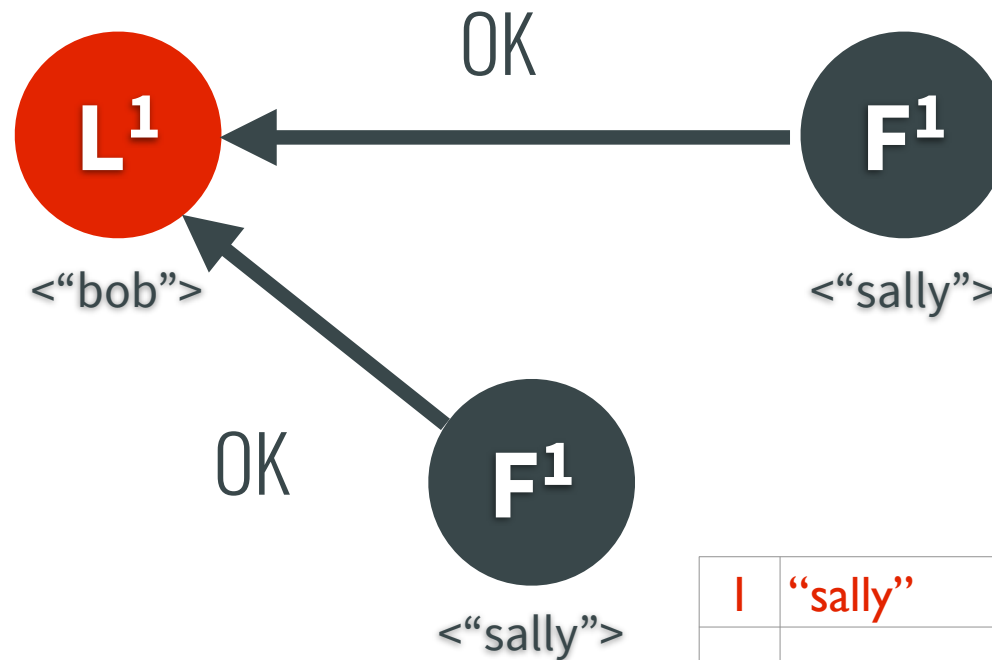 OK
L¹
F¹
<“bob”>
<“sally”>
OK
F¹
<“sally”>
1 “sally”